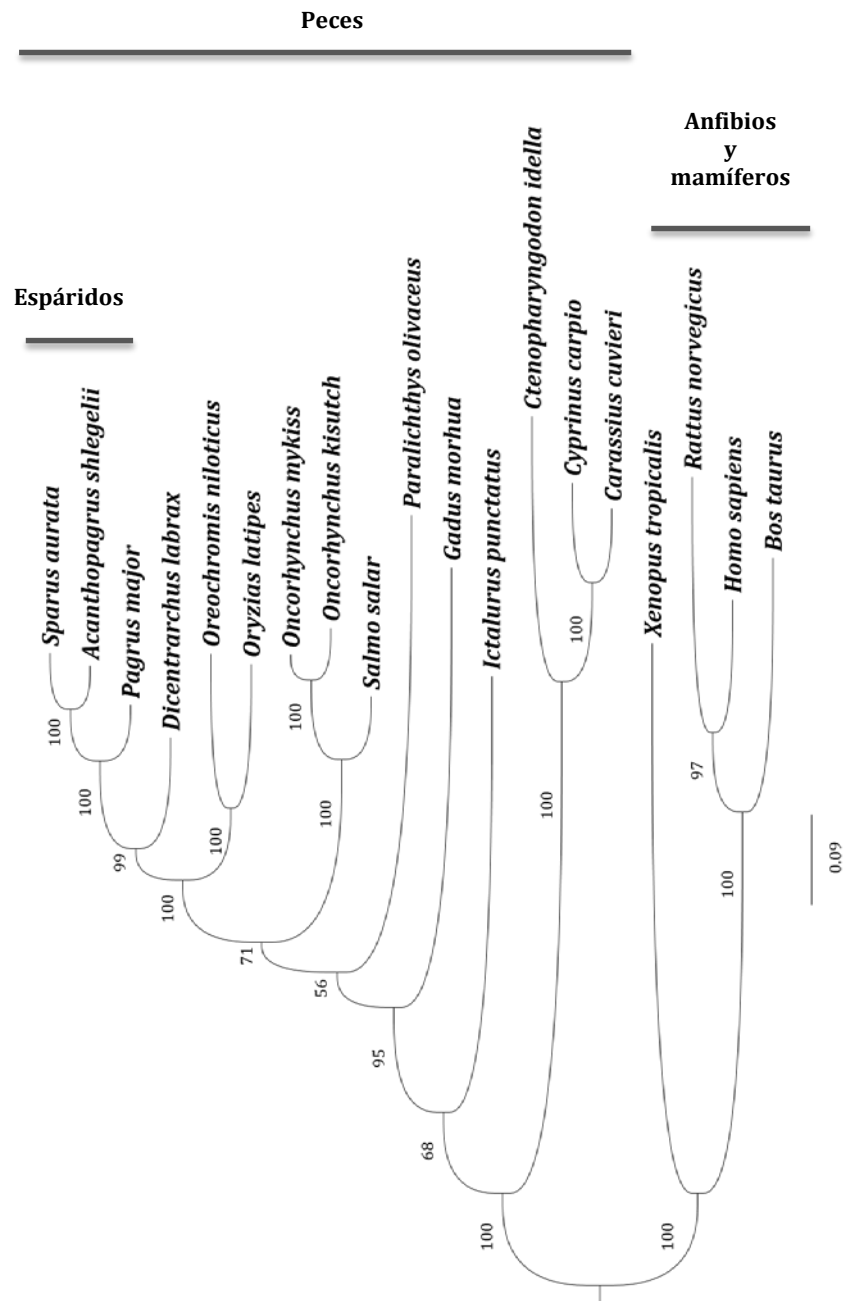 Peces
Anfibios
y
mamíferos
Espáridos
Sparus aurata
Acanthopagrus shlegelii
Pagrus major
Dicentrarchus labrax
Oreochromis niloticus
Oryzias latipes
Oncorhynchus mykiss
Oncorhynchus kisutch
Salmo salar
Paralichthys olivaceus
Gadus morhua
Ictalurus punctatus
Ctenopharyngodon idella
Cyprinus carpio
Carassius cuvieri
Xenopus tropicalis
Rattus norvegicus
Homo sapiens
Bos taurus
100
100
99
100
100
100
100
71
56
95
68
100
100
100
97
100
100
0.09